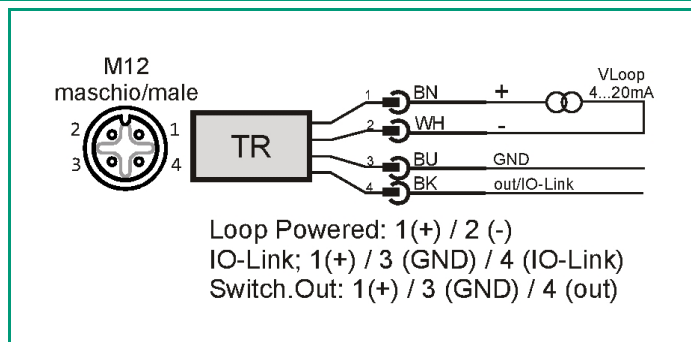 M12
maschio/male
2 1
3 4
TR
1 BN +
VLoop
4...20mA
2 WH -
3 BU GND
4 BK out/IO-Link
Loop Powered: 1(+) / 2 (-)
IO-Link; 1(+) / 3 (GND) / 4 (IO-Link)
Switch.Out: 1(+) / 3 (GND) / 4 (out)